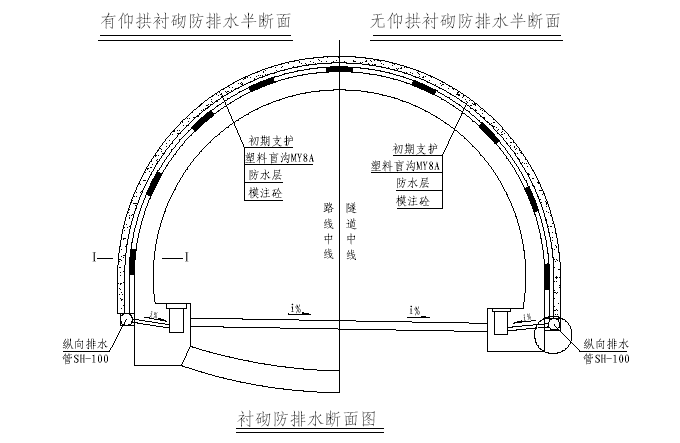 有仰拱衬砌防排水半断面
无仰拱衬砌防排水半断面
初期支护
塑料盲沟MY8A
防水层
模注砼
初期支护
塑料盲沟MY8A
防水层
模注砼
路线中线
隧道中线
I
I
i%
i%
i%
i%
纵向排水
管SH-100
纵向排水
管SH-100
衬砌防排水断面图